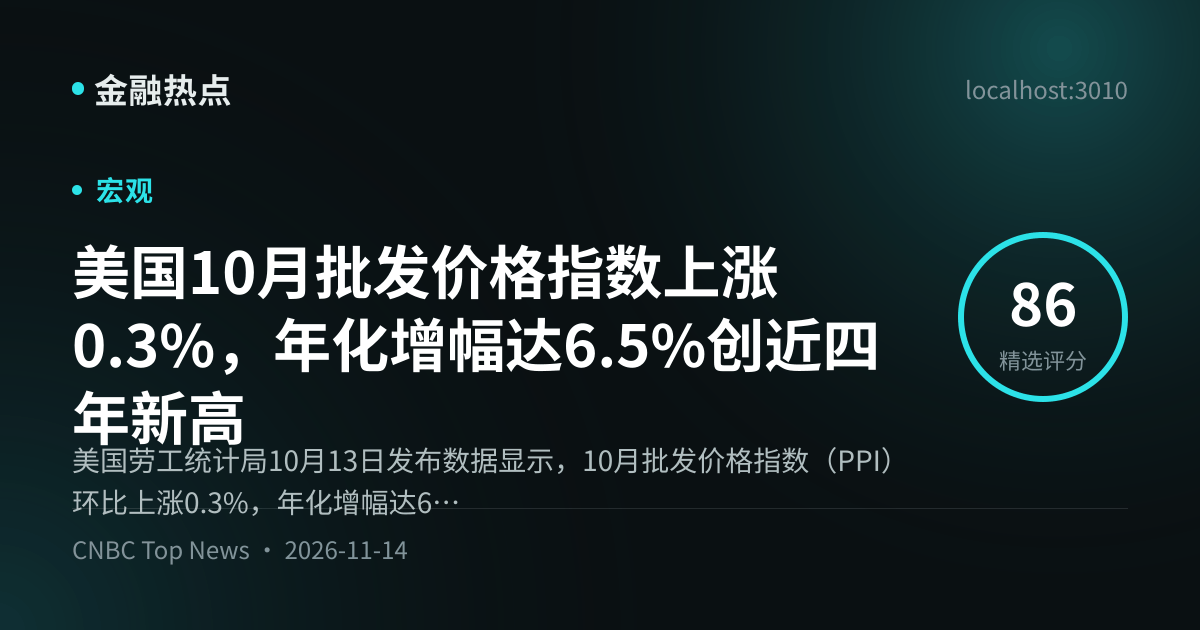 金融热点
localhost:3010
宏观
美国10月批发价格指数上涨
0.3%，年化增幅达6.5%创近四
年新高
86
精选评分
美国劳工统计局10月13日发布数据显示，10月批发价格指数（PPI）
环比上涨0.3%，年化增幅达6…
CNBC Top News • 2026-11-14